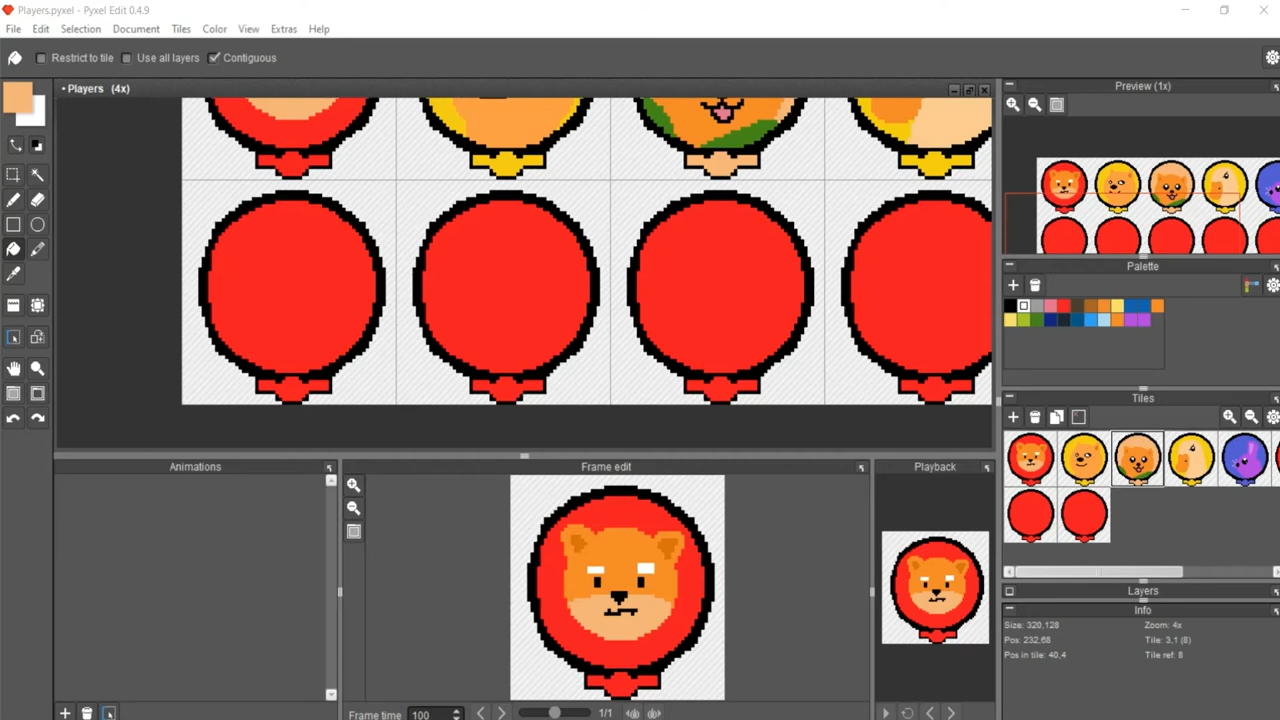 Players.pyxel - Pyxel Edit 0.4.9
File Edit Selection Document Tiles Color View Extras Help
Restrict to tile Use all layers Contiguous
• Players (4x)
Preview (1x)
Palette
Tiles
Animations
Frame edit
Playback
Layers
Info
Size: 320,128 Zoom: 4x
Pos: 232,68 Tile: 3,1 (8)
Pos in tile: 40,4 Tile ref: 8
Frame time 100 1/1